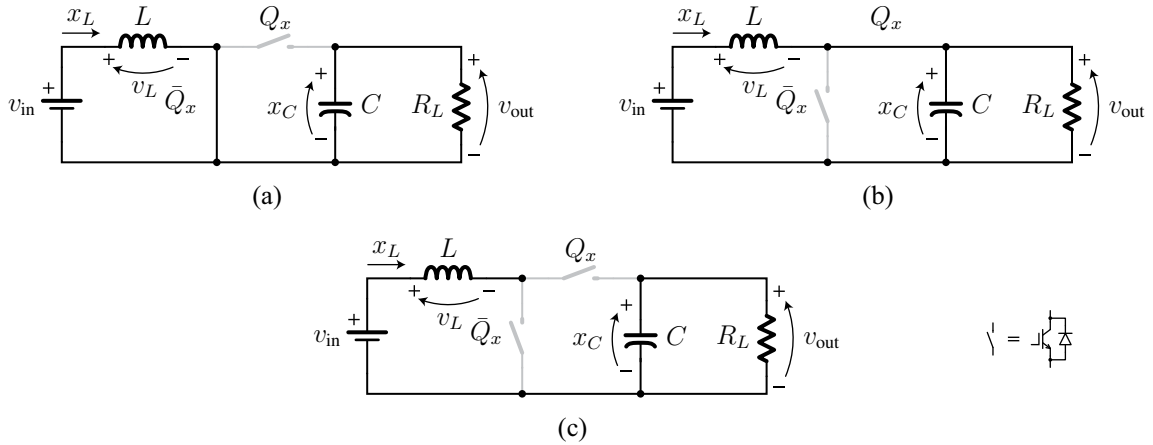 x_L L Q_x
+ + − + +
v_in v_L Q̄_x x_C C R_L v_out
− −
(a)
x_L L Q_x
+ + − + +
v_in v_L Q̄_x x_C C R_L v_out
− −
(b)
x_L L Q_x
+ + − + +
v_in v_L Q̄_x x_C C R_L v_out
− −
=
(c)